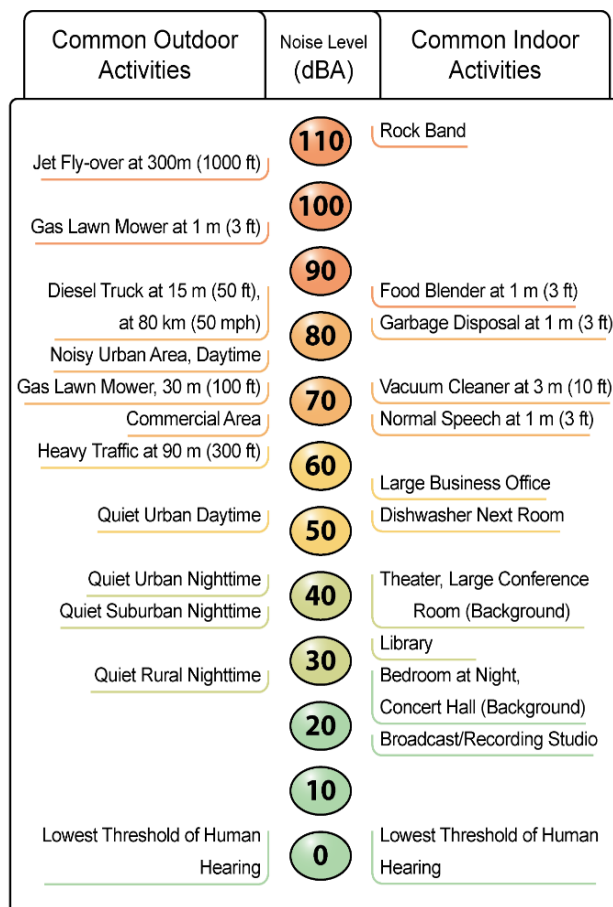 Common Outdoor
Activities
Noise Level
(dBA)
Common Indoor
Activities
110
Rock Band
Jet Fly-over at 300m (1000 ft)
100
Gas Lawn Mower at 1 m (3 ft)
90
Diesel Truck at 15 m (50 ft),
at 80 km (50 mph)
Food Blender at 1 m (3 ft)
80
Garbage Disposal at 1 m (3 ft)
Noisy Urban Area, Daytime
Gas Lawn Mower, 30 m (100 ft)
70
Vacuum Cleaner at 3 m (10 ft)
Commercial Area
Normal Speech at 1 m (3 ft)
Heavy Traffic at 90 m (300 ft)
60
Large Business Office
Quiet Urban Daytime
50
Dishwasher Next Room
Quiet Urban Nighttime
40
Theater, Large Conference
Room (Background)
Quiet Suburban Nighttime
30
Library
Quiet Rural Nighttime
Bedroom at Night,
Concert Hall (Background)
20
Broadcast/Recording Studio
10
Lowest Threshold of Human
Hearing
0
Lowest Threshold of Human
Hearing